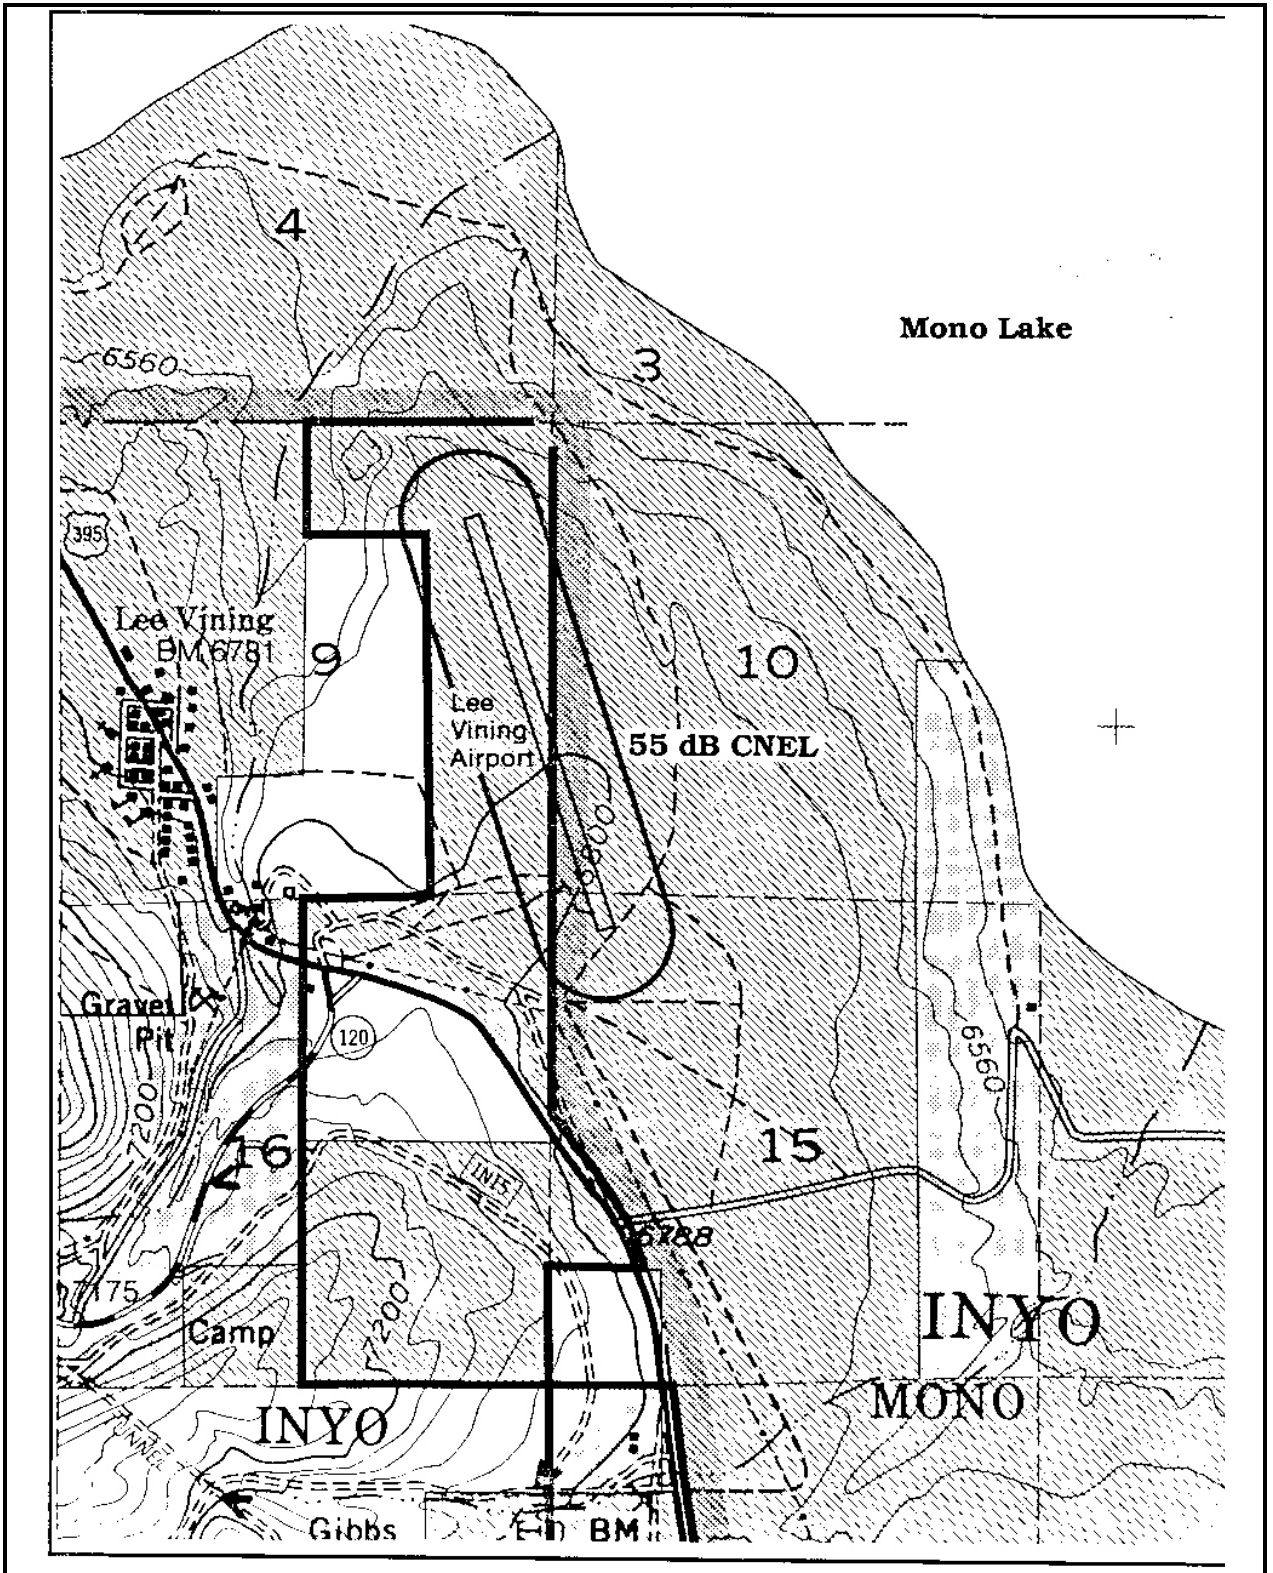 4
Mono Lake
3
6560
395
Lee Vining
BM 6781
9
10
Lee
Vining
Airport
55 dB CNEL
6800
Gravel
Pit
120
6560
7200
16
15
6788
7175
7200
Camp
INYO
INYO
MONO
TUNNEL
Gibbs
BM